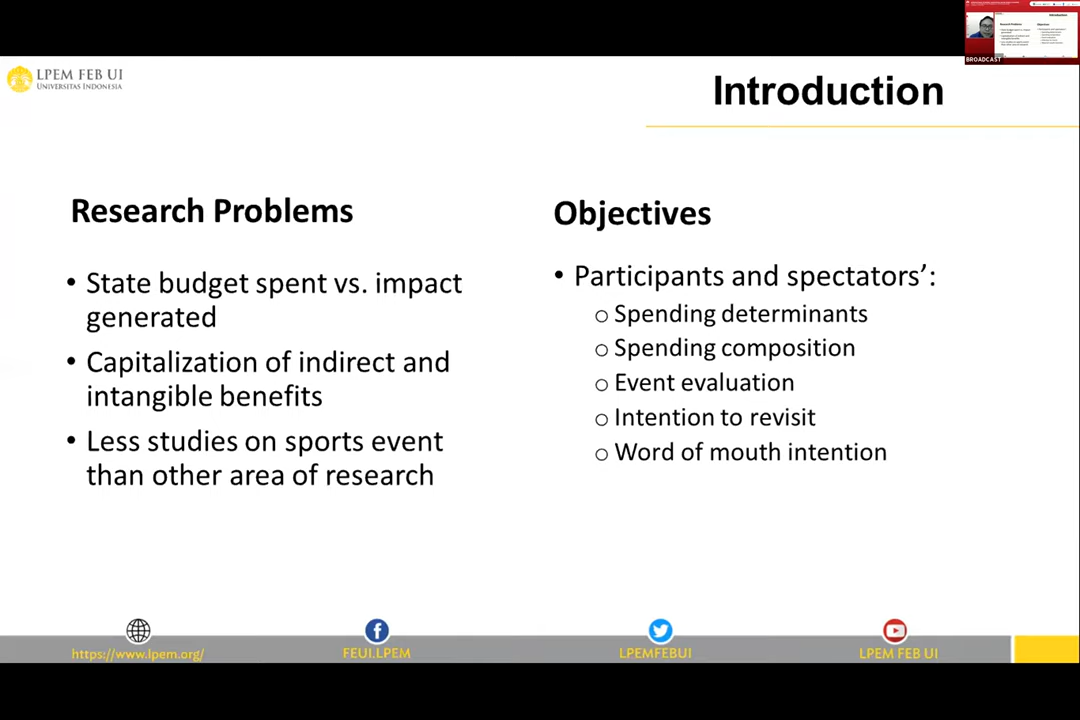 LPEM FEB UI
UNIVERSITAS INDONESIA
Introduction
BROADCAST
Research Problems
• State budget spent vs. impact
generated
• Capitalization of indirect and
intangible benefits
• Less studies on sports event
than other area of research
Objectives
• Participants and spectators’:
o Spending determinants
o Spending composition
o Event evaluation
o Intention to revisit
o Word of mouth intention
https://www.lpem.org/
FEUI.LPEM
LPEMFEBUI
LPEM FEB UI